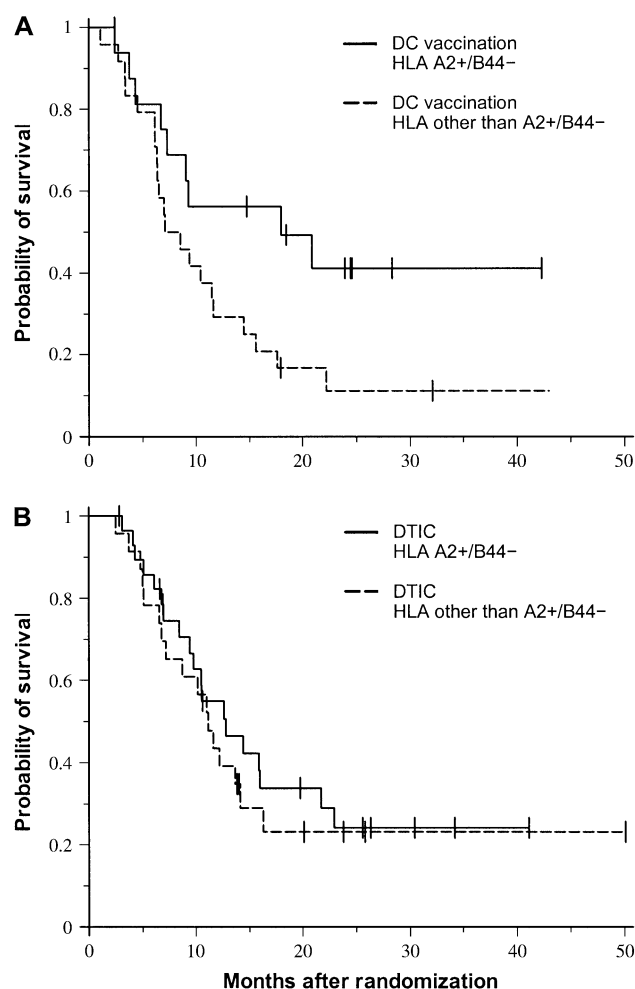 A
DC vaccination
HLA A2+/B44−
DC vaccination
HLA other than A2+/B44−
Probability of survival
1
0.8
0.6
0.4
0.2
0
0 10 20 30 40 50
B
DTIC
HLA A2+/B44−
DTIC
HLA other than A2+/B44−
Probability of survival
1
0.8
0.6
0.4
0.2
0
0 10 20 30 40 50
Months after randomization